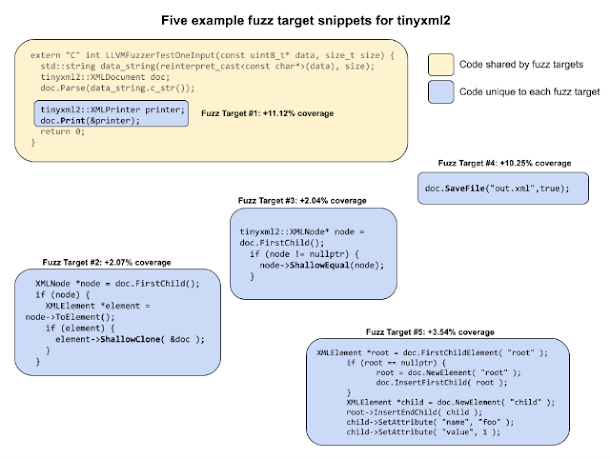 Five example fuzz target snippets for tinyxml2
extern "C" int LLVMFuzzerTestOneInput(const uint8_t* data, size_t size) {
std::string data_string(reinterpret_cast<const char*>(data), size);
tinyxml2::XMLDocument doc;
doc.Parse(data_string.c_str());
tinyxml2::XMLPrinter printer;
doc.Print(&printer);
Fuzz Target #1: +11.12% coverage
return 0;
}
Code shared by fuzz targets
Code unique to each fuzz target
Fuzz Target #4: +10.25% coverage
doc.SaveFile("out.xml",true);
Fuzz Target #3: +2.04% coverage
tinyxml2::XMLNode* node =
doc.FirstChild();
if (node != nullptr) {
node->ShallowEqual(node);
}
Fuzz Target #2: +2.07% coverage
XMLNode *node = doc.FirstChild();
if (node) {
XMLElement *element =
node->ToElement();
if (element) {
element->ShallowClone( &doc );
}
}
Fuzz Target #5: +3.54% coverage
XMLElement *root = doc.FirstChildElement( "root" );
if (root == nullptr) {
root = doc.NewElement( "root" );
doc.InsertFirstChild( root );
}
XMLElement *child = doc.NewElement( "child" );
root->InsertEndChild( child );
child->SetAttribute( "name", "foo" );
child->SetAttribute( "value", 1 );